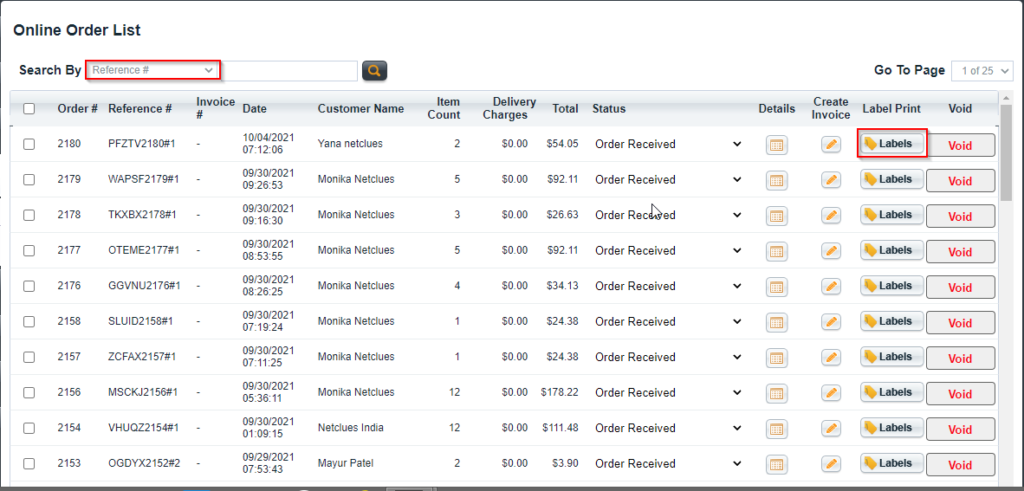 Online Order List
Search By Reference # Go To Page 1 of 25
Order # Reference # Invoice # Date Customer Name Item Count Delivery Charges Total Status Details Create Invoice Label Print Void
2180 PFZTV2180#1 - 10/04/2021 07:12:06 Yana netclues 2 $0.00 $54.05 Order Received Labels Void
2179 WAPSF2179#1 - 09/30/2021 09:26:53 Monika Netclues 5 $0.00 $92.11 Order Received Labels Void
2178 TKXBX2178#1 - 09/30/2021 09:16:30 Monika Netclues 3 $0.00 $26.63 Order Received Labels Void
2177 OTEME2177#1 - 09/30/2021 08:53:55 Monika Netclues 5 $0.00 $92.11 Order Received Labels Void
2176 GGVNU2176#1 - 09/30/2021 08:26:25 Monika Netclues 4 $0.00 $34.13 Order Received Labels Void
2158 SLUID2158#1 - 09/30/2021 07:19:24 Monika Netclues 1 $0.00 $24.38 Order Received Labels Void
2157 ZCFAX2157#1 - 09/30/2021 07:11:25 Monika Netclues 1 $0.00 $24.38 Order Received Labels Void
2156 MSCKJ2156#1 - 09/30/2021 05:36:11 Monika Netclues 12 $0.00 $178.22 Order Received Labels Void
2154 VHUQZ2154#1 - 09/30/2021 01:09:15 Netclues India 12 $0.00 $111.48 Order Received Labels Void
2153 OGDYX2152#2 - 09/29/2021 07:53:43 Mayur Patel 2 $0.00 $3.90 Order Received Labels Void